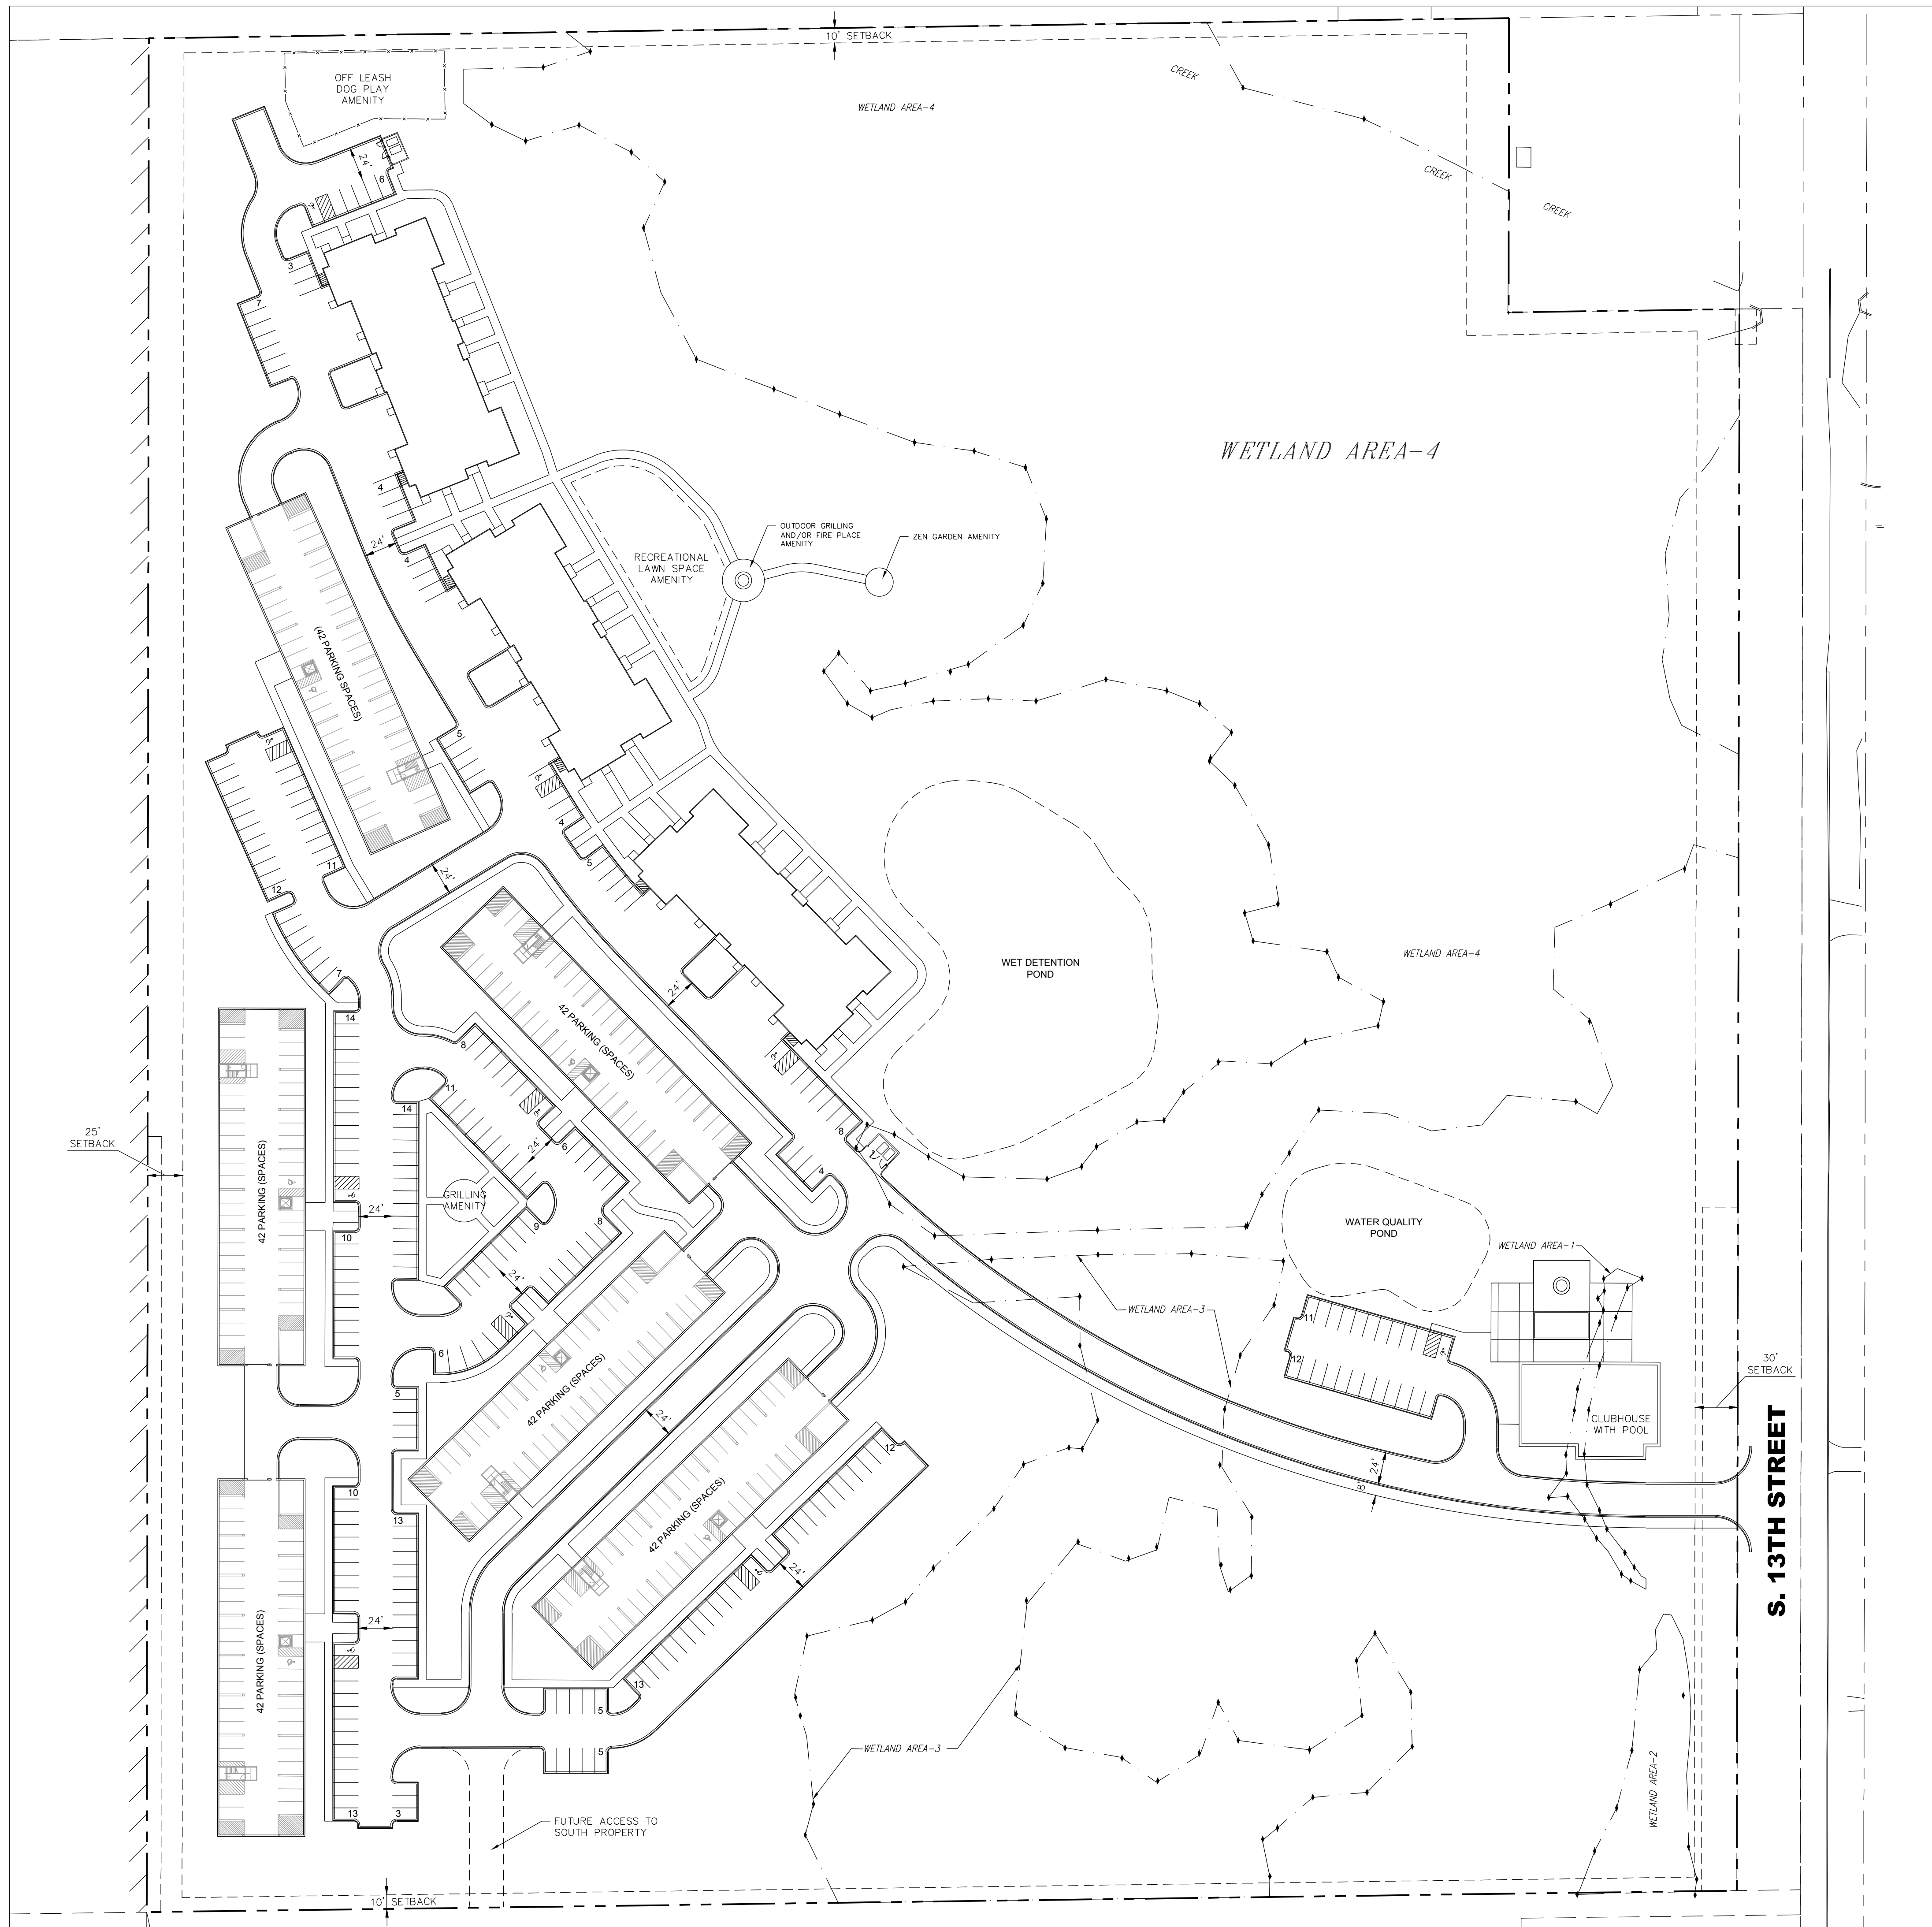 10' SETBACK
OFF LEASH
DOG PLAY
AMENITY
CREEK
WETLAND AREA-4
24'
6
CREEK
CREEK
3
7
WETLAND AREA-4
4
24'
4
OUTDOOR GRILLING
AND/OR FIRE PLACE
AMENITY
ZEN GARDEN AMENITY
RECREATIONAL
LAWN SPACE
AMENITY
(42 PARKING SPACES)
5
4
5
11
12
24'
7
WET DETENTION
POND
WETLAND AREA-4
24'
42 PARKING (SPACES)
14
8
11
14
25'
SETBACK
42 PARKING (SPACES)
24'
6
8
4
GRILLING
AMENITY
24'
9
8
10
24'
WATER QUALITY
POND
WETLAND AREA-1
WETLAND AREA-3
11
12
6
5
42 PARKING (SPACES)
24'
30'
SETBACK
CLUBHOUSE
WITH POOL
S. 13TH STREET
24'
8'
12
10
13
42 PARKING (SPACES)
24'
24'
42 PARKING (SPACES)
13
5
5
WETLAND AREA-3
WETLAND AREA-2
13
3
FUTURE ACCESS TO
SOUTH PROPERTY
10' SETBACK